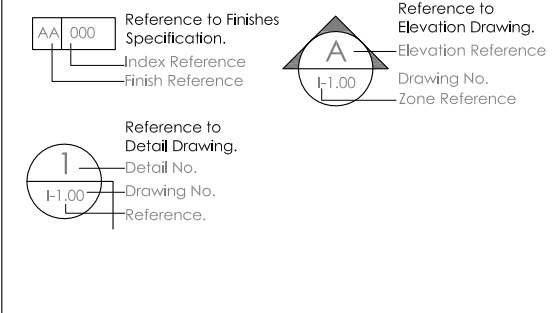 AA 000
Reference to Finishes
Specification.
Index Reference
Finish Reference
Reference to
Elevation Drawing.
A
Elevation Reference
I-1.00
Drawing No.
Zone Reference
Reference to
Detail Drawing.
1
Detail No.
I-1.00
Drawing No.
Reference.